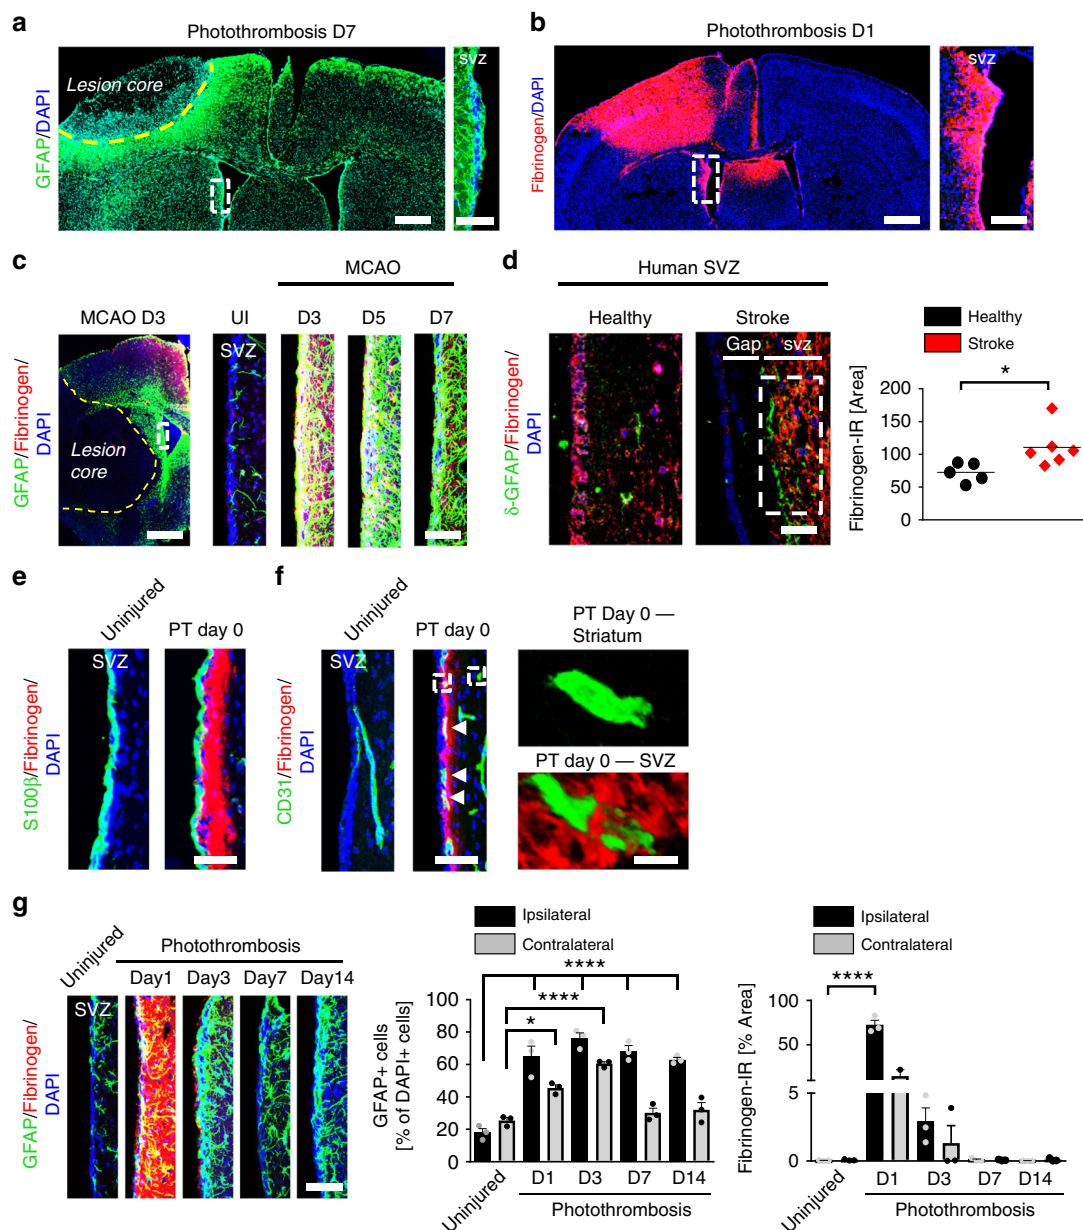 a
Photothrombosis D7
GFAP/DAPI
Lesion core
SVZ
b
Photothrombosis D1
Fibrinogen/DAPI
SVZ
c
MCAO
MCAO D3
UI
D3
D5
D7
GFAP/Fibrinogen/
DAPI
Lesion
core
SVZ
d
Human SVZ
Healthy
Stroke
δ-GFAP/Fibrinogen/
DAPI
Gap
SVZ
Healthy
Stroke
*
Fibrinogen-IR [Area]
200
150
100
50
0
e
Uninjured
PT day 0
S100β/Fibrinogen/
DAPI
SVZ
f
Uninjured
PT day 0
CD31/Fibrinogen/
DAPI
SVZ
PT Day 0 —
Striatum
PT day 0 — SVZ
g
Uninjured
Photothrombosis
Day1
Day3
Day7
Day14
GFAP/Fibrinogen/
DAPI
SVZ
Ipsilateral
Contralateral
****
****
*
GFAP+ cells
[% of DAPI+ cells]
100
80
60
40
20
0
Uninjured
D1
D3
D7
D14
Photothrombosis
Ipsilateral
Contralateral
****
Fibrinogen-IR [% Area]
100
50
5
0
Uninjured
D1
D3
D7
D14
Photothrombosis